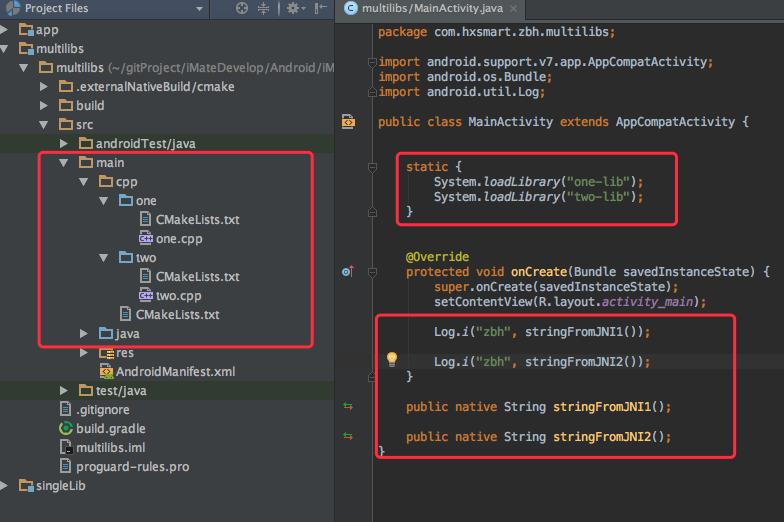 Project Files
app
multilibs
multilibs (~/gitProject/iMateDevelop/Android/iM
.externalNativeBuild/cmake
build
src
androidTest/java
main
cpp
one
CMakeLists.txt
one.cpp
two
CMakeLists.txt
two.cpp
CMakeLists.txt
java
res
AndroidManifest.xml
test/java
.gitignore
build.gradle
multilibs.iml
proguard-rules.pro
singleLib
multilibs/MainActivity.java
package com.hxsmart.zbh.multilibs;
import android.support.v7.app.AppCompatActivity;
import android.os.Bundle;
import android.util.Log;
public class MainActivity extends AppCompatActivity {
static {
System.loadLibrary("one-lib");
System.loadLibrary("two-lib");
}
@Override
protected void onCreate(Bundle savedInstanceState) {
super.onCreate(savedInstanceState);
setContentView(R.layout.activity_main);
Log.i("zbh", stringFromJNI1());
Log.i("zbh", stringFromJNI2());
}
public native String stringFromJNI1();
public native String stringFromJNI2();
}